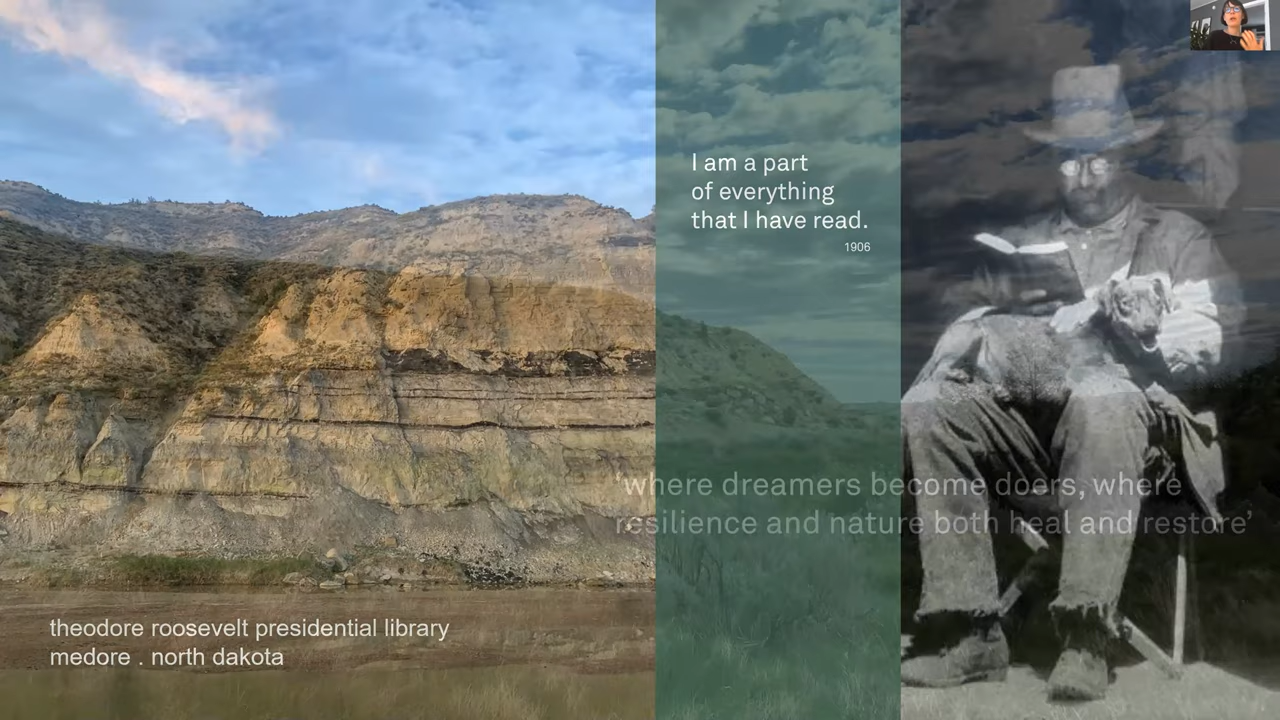 I am a part
of everything
that I have read.
1906
'where dreamers become doers, where
resilience and nature both heal and restore'
theodore roosevelt presidential library
medore . north dakota